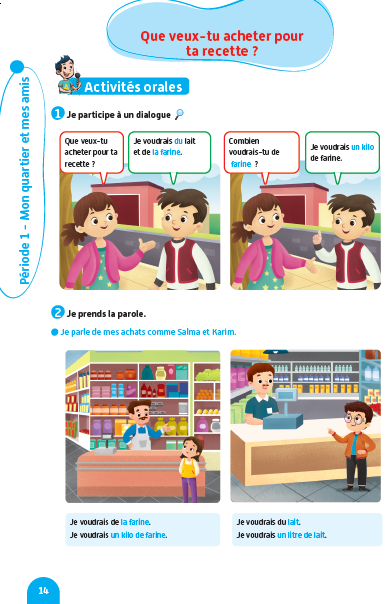 Que veux-tu acheter pour
ta recette ?
Activités orales
Période 1 - Mon quartier et mes amis
1 Je participe à un dialogue
Que veux-tu
acheter pour ta
recette ?
Je voudrais du lait
et de la farine.
Combien
voudrais-tu de
farine ?
Je voudrais un kilo
de farine.
2 Je prends la parole.
Je parle de mes achats comme Salma et Karim.
Je voudrais de la farine.
Je voudrais un kilo de farine.
Je voudrais du lait.
Je voudrais un litre de lait.
14